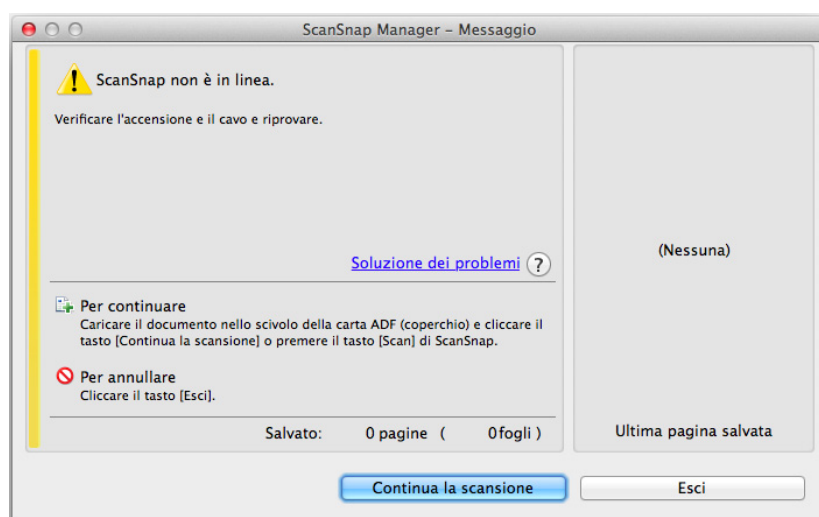 ScanSnap Manager – Messaggio
ScanSnap non è in linea.
Verificare l'accensione e il cavo e riprovare.
Soluzione dei problemi ?
Per continuare
Caricare il documento nello scivolo della carta ADF (coperchio) e cliccare il
tasto [Continua la scansione] o premere il tasto [Scan] di ScanSnap.
Per annullare
Cliccare il tasto [Esci].
Salvato: 0 pagine ( 0fogli )
(Nessuna)
Ultima pagina salvata
Continua la scansione
Esci